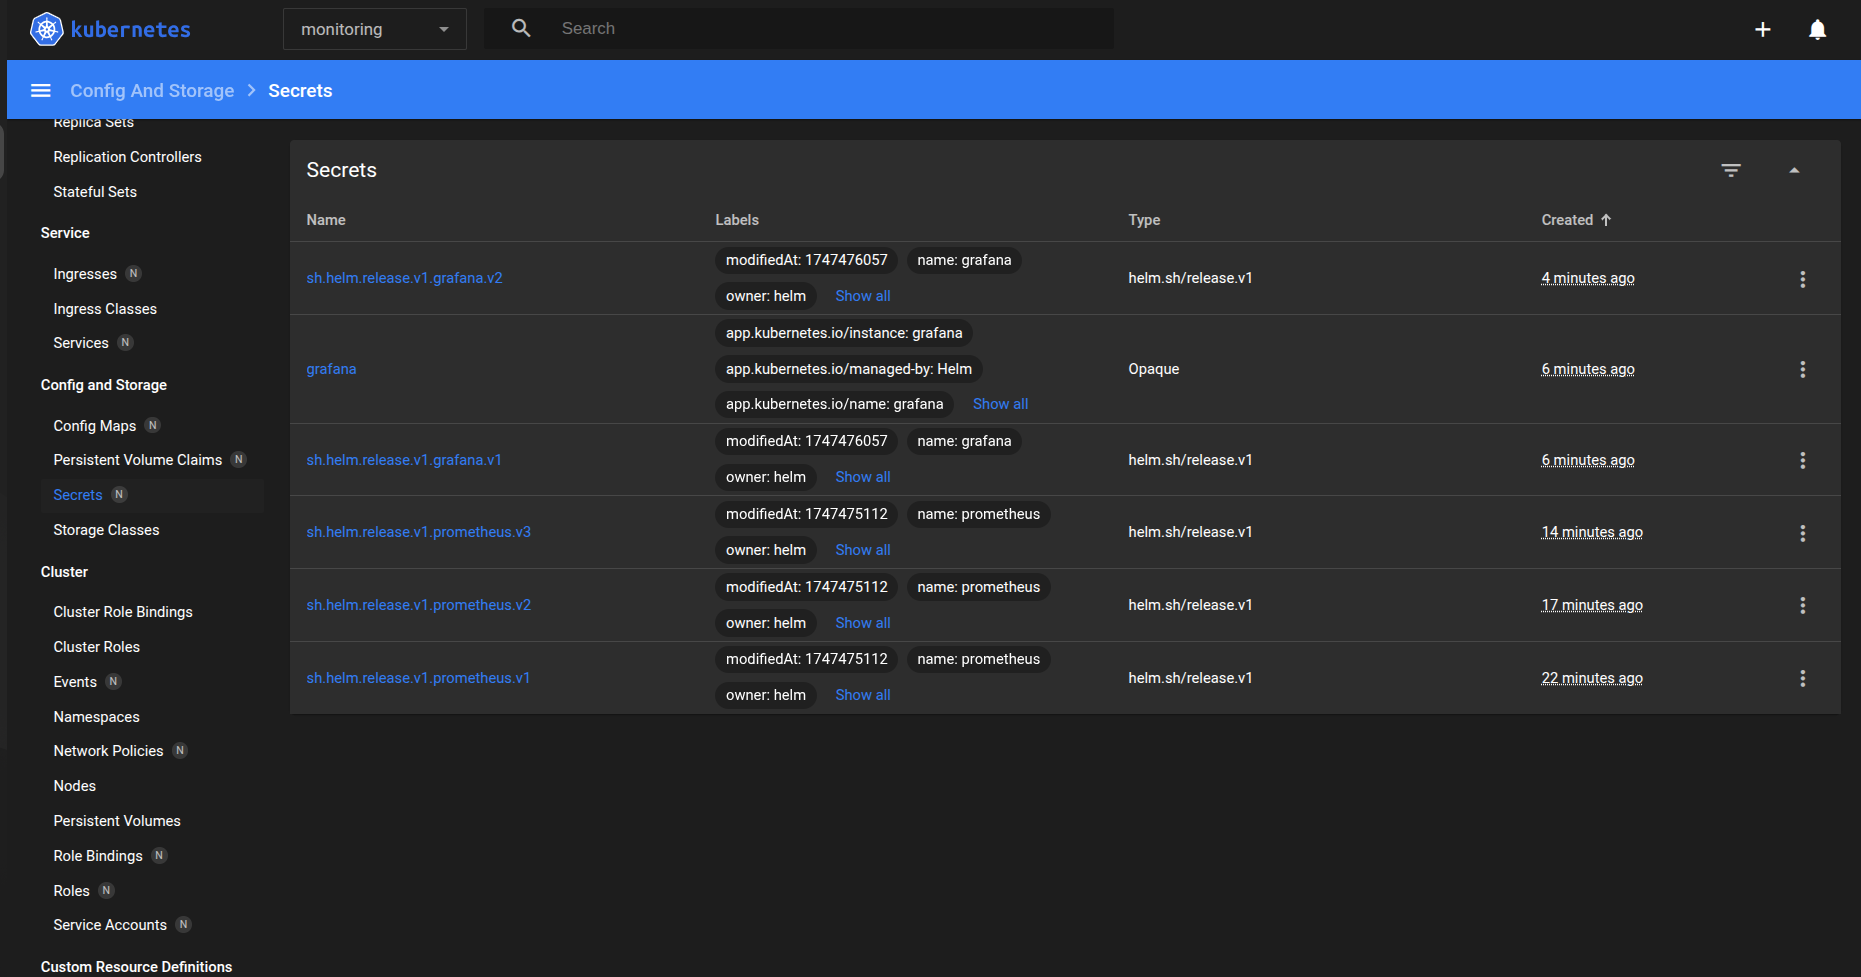 kubernetes
monitoring
Search
Config And Storage > Secrets
Replica Sets
Replication Controllers
Stateful Sets
Service
Ingresses N
Ingress Classes
Services N
Config and Storage
Config Maps N
Persistent Volume Claims N
Secrets N
Storage Classes
Cluster
Cluster Role Bindings
Cluster Roles
Events N
Namespaces
Network Policies N
Nodes
Persistent Volumes
Role Bindings N
Roles N
Service Accounts N
Custom Resource Definitions
Secrets
Name Labels Type Created
sh.helm.release.v1.grafana.v2
modifiedAt: 1747476057 name: grafana
owner: helm Show all
helm.sh/release.v1
4 minutes ago
grafana
app.kubernetes.io/instance: grafana
app.kubernetes.io/managed-by: Helm
app.kubernetes.io/name: grafana Show all
Opaque
6 minutes ago
sh.helm.release.v1.grafana.v1
modifiedAt: 1747476057 name: grafana
owner: helm Show all
helm.sh/release.v1
6 minutes ago
sh.helm.release.v1.prometheus.v3
modifiedAt: 1747475112 name: prometheus
owner: helm Show all
helm.sh/release.v1
14 minutes ago
sh.helm.release.v1.prometheus.v2
modifiedAt: 1747475112 name: prometheus
owner: helm Show all
helm.sh/release.v1
17 minutes ago
sh.helm.release.v1.prometheus.v1
modifiedAt: 1747475112 name: prometheus
owner: helm Show all
helm.sh/release.v1
22 minutes ago